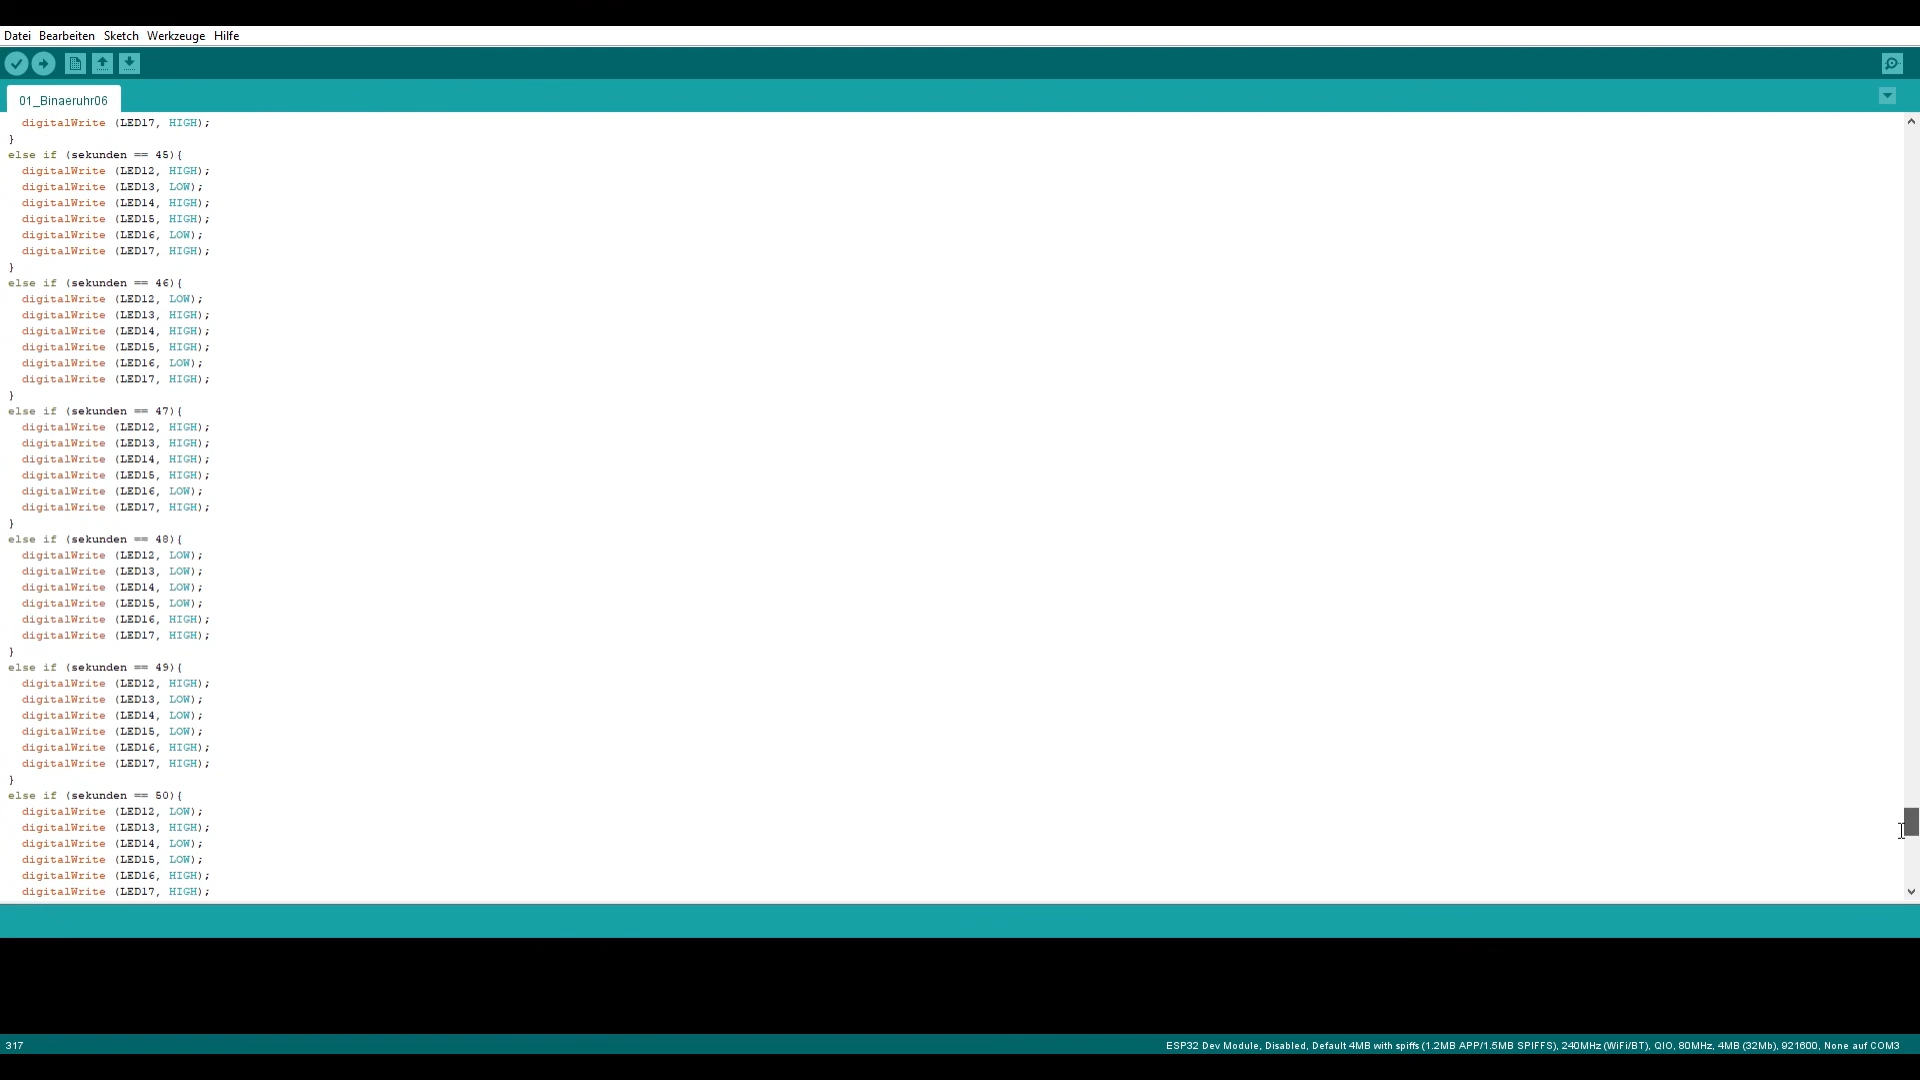 Datei Bearbeiten Sketch Werkzeuge Hilfe
01_Binaeruhr06
digitalWrite (LED17, HIGH);
}
else if (sekunden == 45){
digitalWrite (LED12, HIGH);
digitalWrite (LED13, LOW);
digitalWrite (LED14, HIGH);
digitalWrite (LED15, HIGH);
digitalWrite (LED16, LOW);
digitalWrite (LED17, HIGH);
}
else if (sekunden == 46){
digitalWrite (LED12, LOW);
digitalWrite (LED13, HIGH);
digitalWrite (LED14, HIGH);
digitalWrite (LED15, HIGH);
digitalWrite (LED16, LOW);
digitalWrite (LED17, HIGH);
}
else if (sekunden == 47){
digitalWrite (LED12, HIGH);
digitalWrite (LED13, HIGH);
digitalWrite (LED14, HIGH);
digitalWrite (LED15, HIGH);
digitalWrite (LED16, LOW);
digitalWrite (LED17, HIGH);
}
else if (sekunden == 48){
digitalWrite (LED12, LOW);
digitalWrite (LED13, LOW);
digitalWrite (LED14, LOW);
digitalWrite (LED15, LOW);
digitalWrite (LED16, HIGH);
digitalWrite (LED17, HIGH);
}
else if (sekunden == 49){
digitalWrite (LED12, HIGH);
digitalWrite (LED13, LOW);
digitalWrite (LED14, LOW);
digitalWrite (LED15, LOW);
digitalWrite (LED16, HIGH);
digitalWrite (LED17, HIGH);
}
else if (sekunden == 50){
digitalWrite (LED12, LOW);
digitalWrite (LED13, HIGH);
digitalWrite (LED14, LOW);
digitalWrite (LED15, LOW);
digitalWrite (LED16, HIGH);
digitalWrite (LED17, HIGH);
317 ESP32 Dev Module, Disabled, Default 4MB with spiffs (1.2MB APP/1.5MB SPIFFS), 240MHz (WiFi/BT), QIO, 80MHz, 4MB (32Mb), 921600, None auf COM3